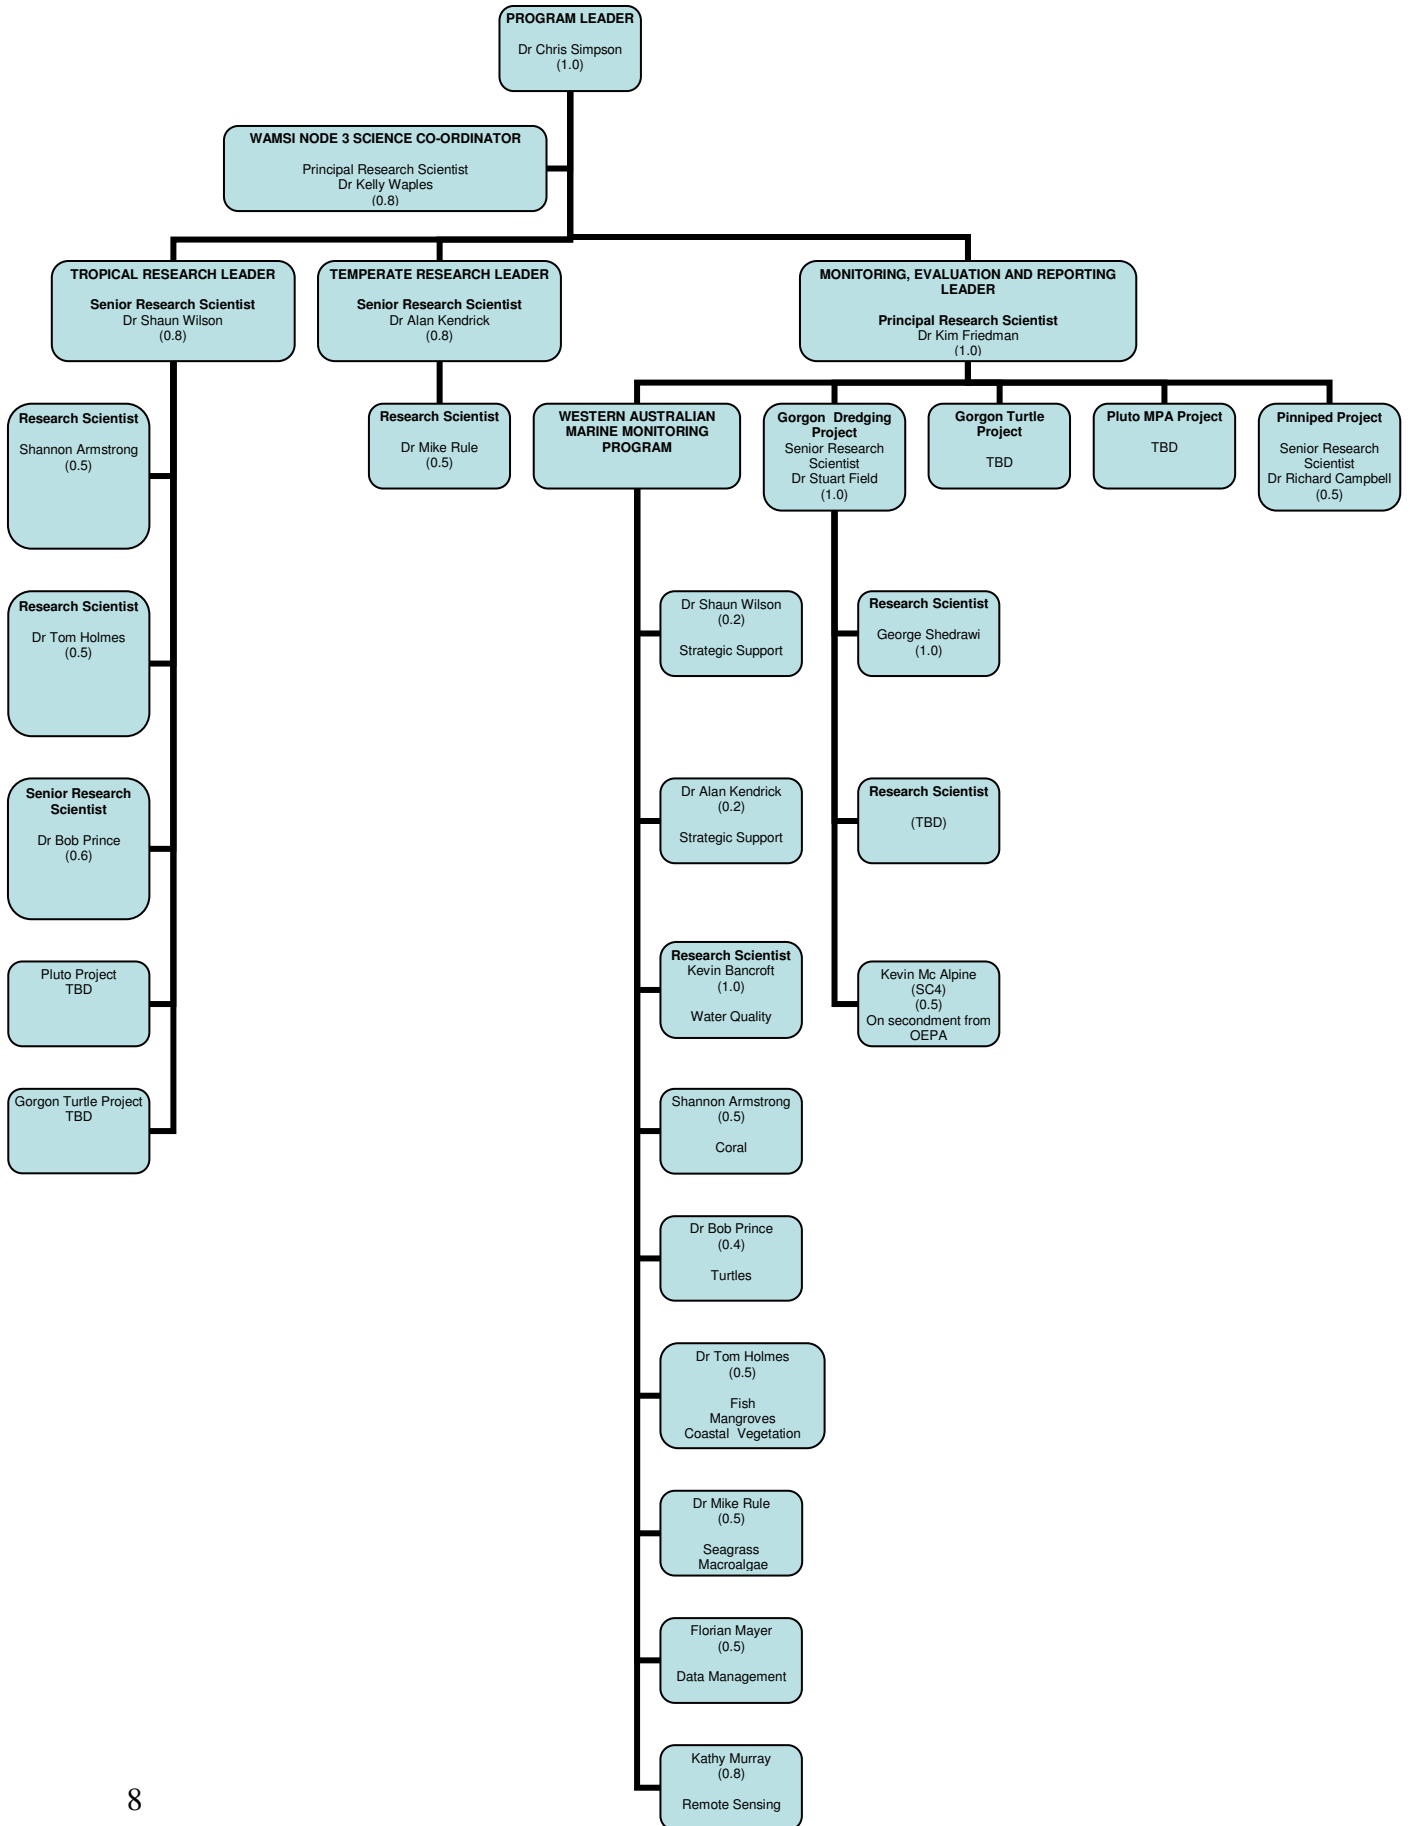 PROGRAM LEADER
Dr Chris Simpson
(1.0)
WAMSI NODE 3 SCIENCE CO-ORDINATOR
Principal Research Scientist
Dr Kelly Waples
(0.8)
TROPICAL RESEARCH LEADER
Senior Research Scientist
Dr Shaun Wilson
(0.8)
TEMPERATE RESEARCH LEADER
Senior Research Scientist
Dr Alan Kendrick
(0.8)
MONITORING, EVALUATION AND REPORTING
LEADER
Principal Research Scientist
Dr Kim Friedman
(1.0)
Research Scientist
Shannon Armstrong
(0.5)
Research Scientist
Dr Tom Holmes
(0.5)
Senior Research
Scientist
Dr Bob Prince
(0.6)
Pluto Project
TBD
Gorgon Turtle Project
TBD
Research Scientist
Dr Mike Rule
(0.5)
WESTERN AUSTRALIAN
MARINE MONITORING
PROGRAM
Gorgon Dredging
Project
Senior Research
Scientist
Dr Stuart Field
(1.0)
Gorgon Turtle
Project
TBD
Pluto MPA Project
TBD
Pinniped Project
Senior Research
Scientist
Dr Richard Campbell
(0.5)
Dr Shaun Wilson
(0.2)
Strategic Support
Dr Alan Kendrick
(0.2)
Strategic Support
Research Scientist
Kevin Bancroft
(1.0)
Water Quality
Shannon Armstrong
(0.5)
Coral
Dr Bob Prince
(0.4)
Turtles
Dr Tom Holmes
(0.5)
Fish
Mangroves
Coastal Vegetation
Dr Mike Rule
(0.5)
Seagrass
Macroalgae
Florian Mayer
(0.5)
Data Management
Kathy Murray
(0.8)
Remote Sensing
Research Scientist
George Shedrawi
(1.0)
Research Scientist
(TBD)
Kevin Mc Alpine
(SC4)
(0.5)
On secondment from
OEPA
8